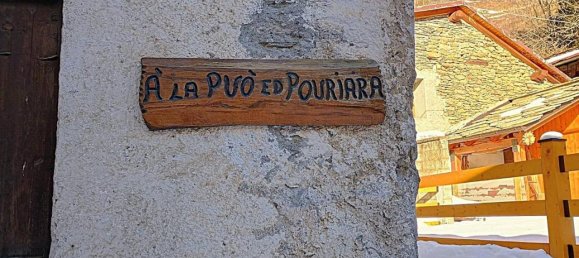 À LA PUÒ ED POURIARA